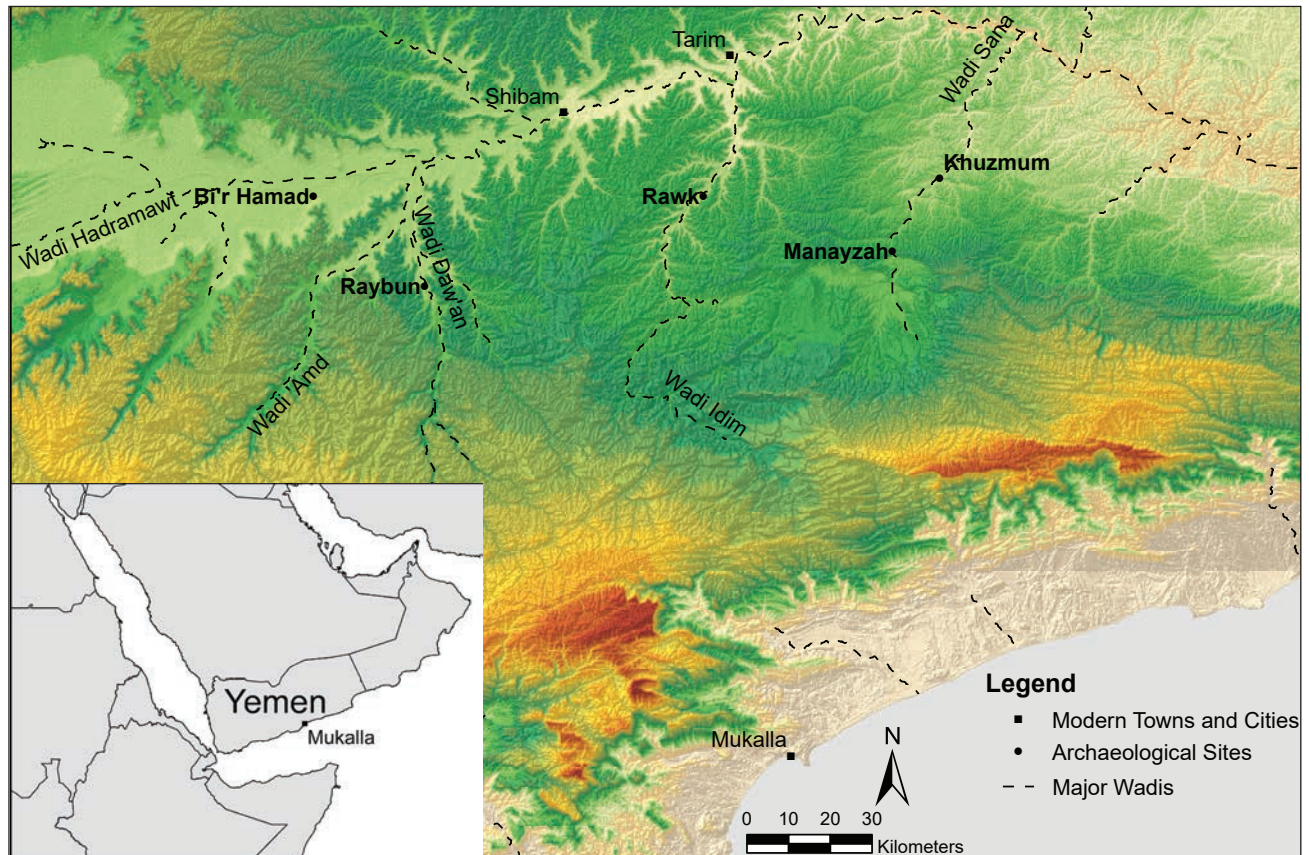 Tarim
Wadi Sana
Shibam
Khuzmum
Bi'r Hamad
Rawk
Wadi Hadramawt
Wadi Daw'an
Manayzah
Raybun
Wadi 'Amd
Wadi Idim
Yemen
Mukalla
Mukalla
N
0 10 20 30
Kilometers
Legend
Modern Towns and Cities
Archaeological Sites
Major Wadis